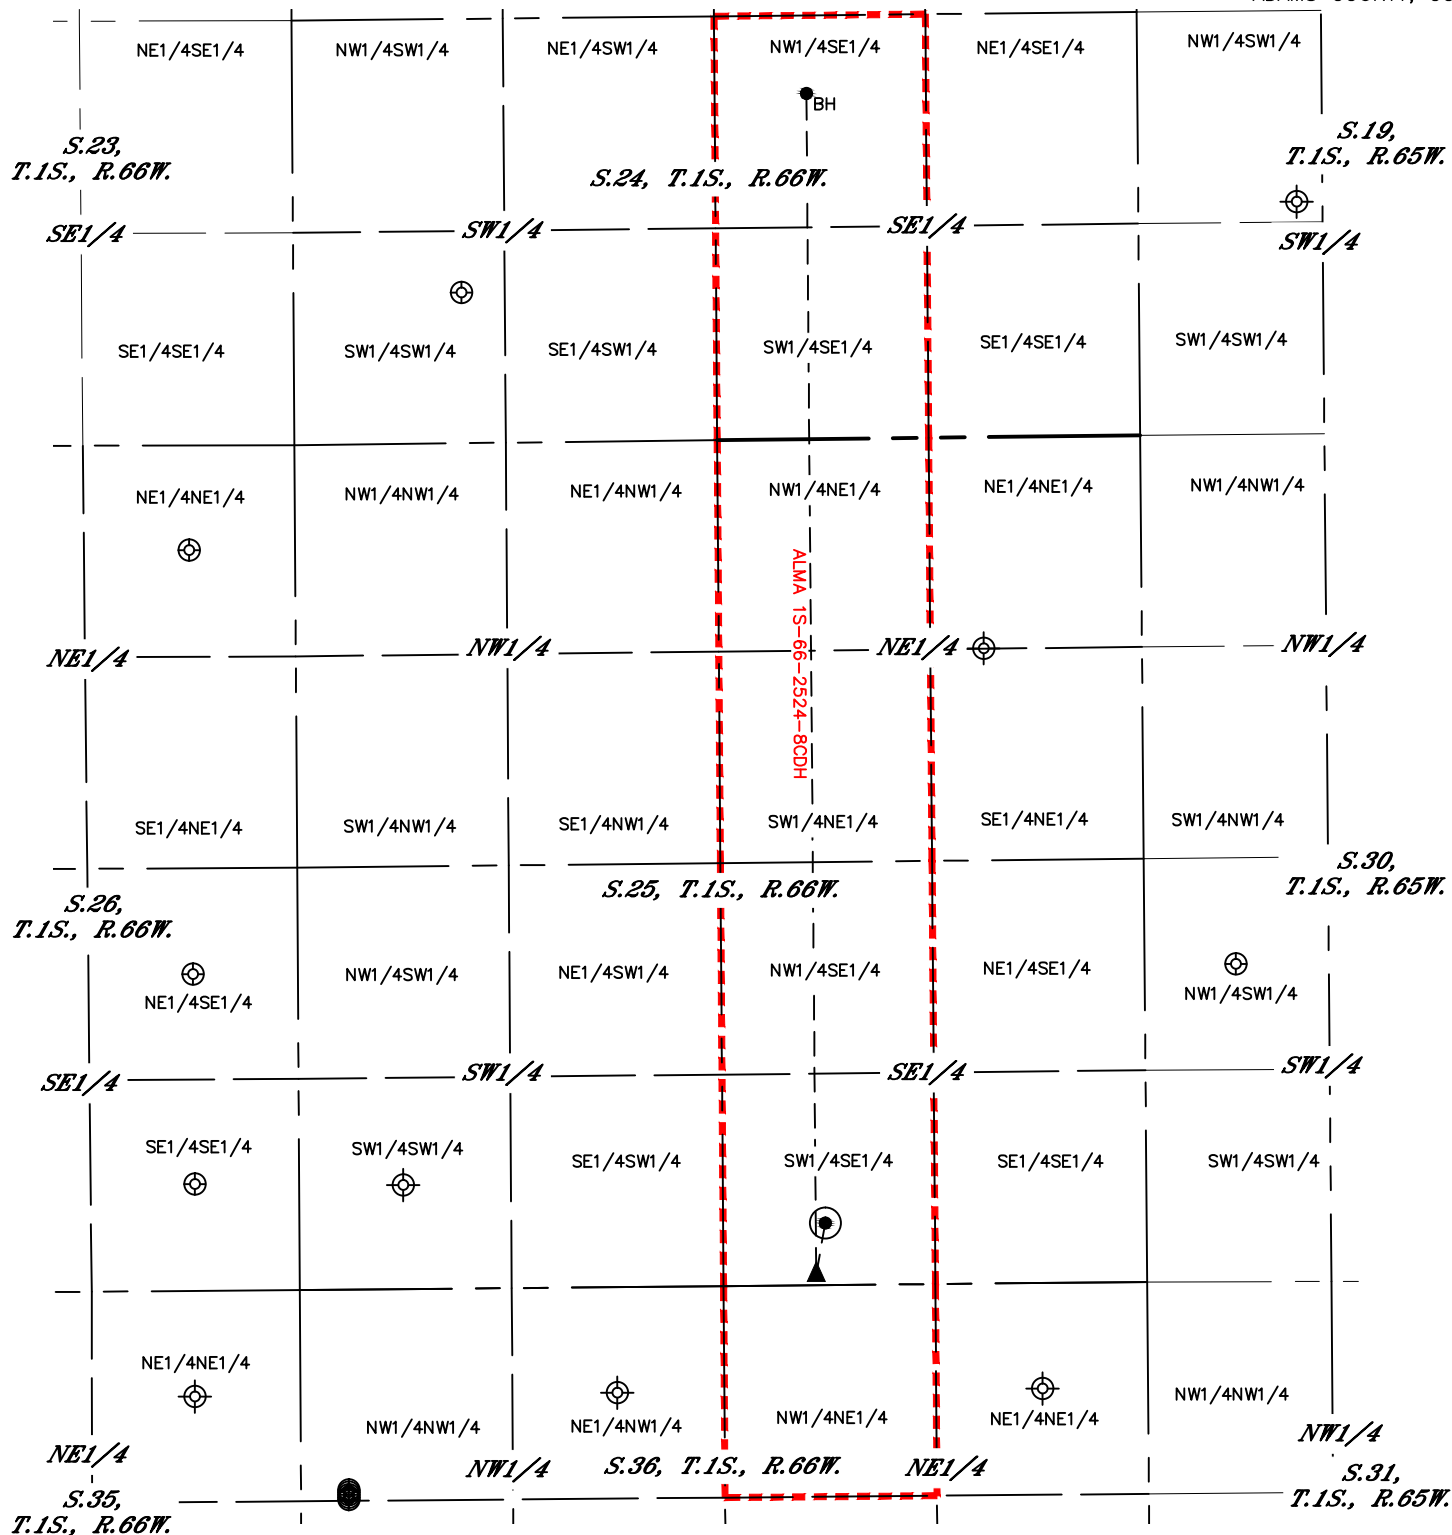 NE1/4SE1/4 NW1/4SW1/4 NE1/4SW1/4 NW1/4SE1/4 NE1/4SE1/4 NW1/4SW1/4
BH
S.23,
T.1S., R.66W.
S.24, T.1S., R.66W.
S.19,
T.1S., R.65W.
SE1/4 SW1/4 SE1/4 SW1/4
SE1/4SE1/4 SW1/4SW1/4 SE1/4SW1/4 SW1/4SE1/4 SE1/4SE1/4 SW1/4SW1/4
NE1/4NE1/4 NW1/4NW1/4 NE1/4NW1/4 NW1/4NE1/4 NE1/4NE1/4 NW1/4NW1/4
ALMA 1S-66-2524-8CDH
NE1/4 NW1/4 NE1/4 NW1/4
SE1/4NE1/4 SW1/4NW1/4 SE1/4NW1/4 SW1/4NE1/4 SE1/4NE1/4 SW1/4NW1/4
S.26,
T.1S., R.66W.
S.25, T.1S., R.66W.
S.30,
T.1S., R.65W.
NE1/4SE1/4 NW1/4SW1/4 NE1/4SW1/4 NW1/4SE1/4 NE1/4SE1/4 NW1/4SW1/4
SE1/4 SW1/4 SE1/4 SW1/4
SE1/4SE1/4 SW1/4SW1/4 SE1/4SW1/4 SW1/4SE1/4 SE1/4SE1/4 SW1/4SW1/4
NE1/4NE1/4 NW1/4NW1/4 NE1/4NW1/4 NW1/4NE1/4 NE1/4NE1/4 NW1/4NW1/4
NE1/4 NW1/4 NE1/4 NW1/4
S.35,
T.1S., R.66W.
S.36, T.1S., R.66W.
S.31,
T.1S., R.65W.